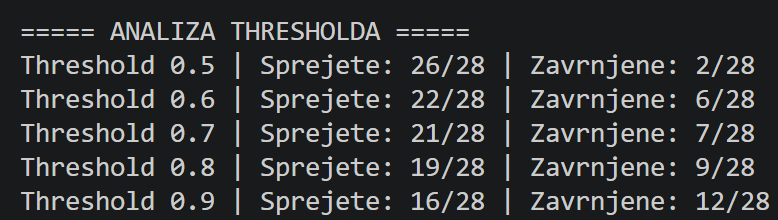 ===== ANALIZA THRESHOLDA =====
Threshold 0.5 | Sprejete: 26/28 | Zavrnjene: 2/28
Threshold 0.6 | Sprejete: 22/28 | Zavrnjene: 6/28
Threshold 0.7 | Sprejete: 21/28 | Zavrnjene: 7/28
Threshold 0.8 | Sprejete: 19/28 | Zavrnjene: 9/28
Threshold 0.9 | Sprejete: 16/28 | Zavrnjene: 12/28